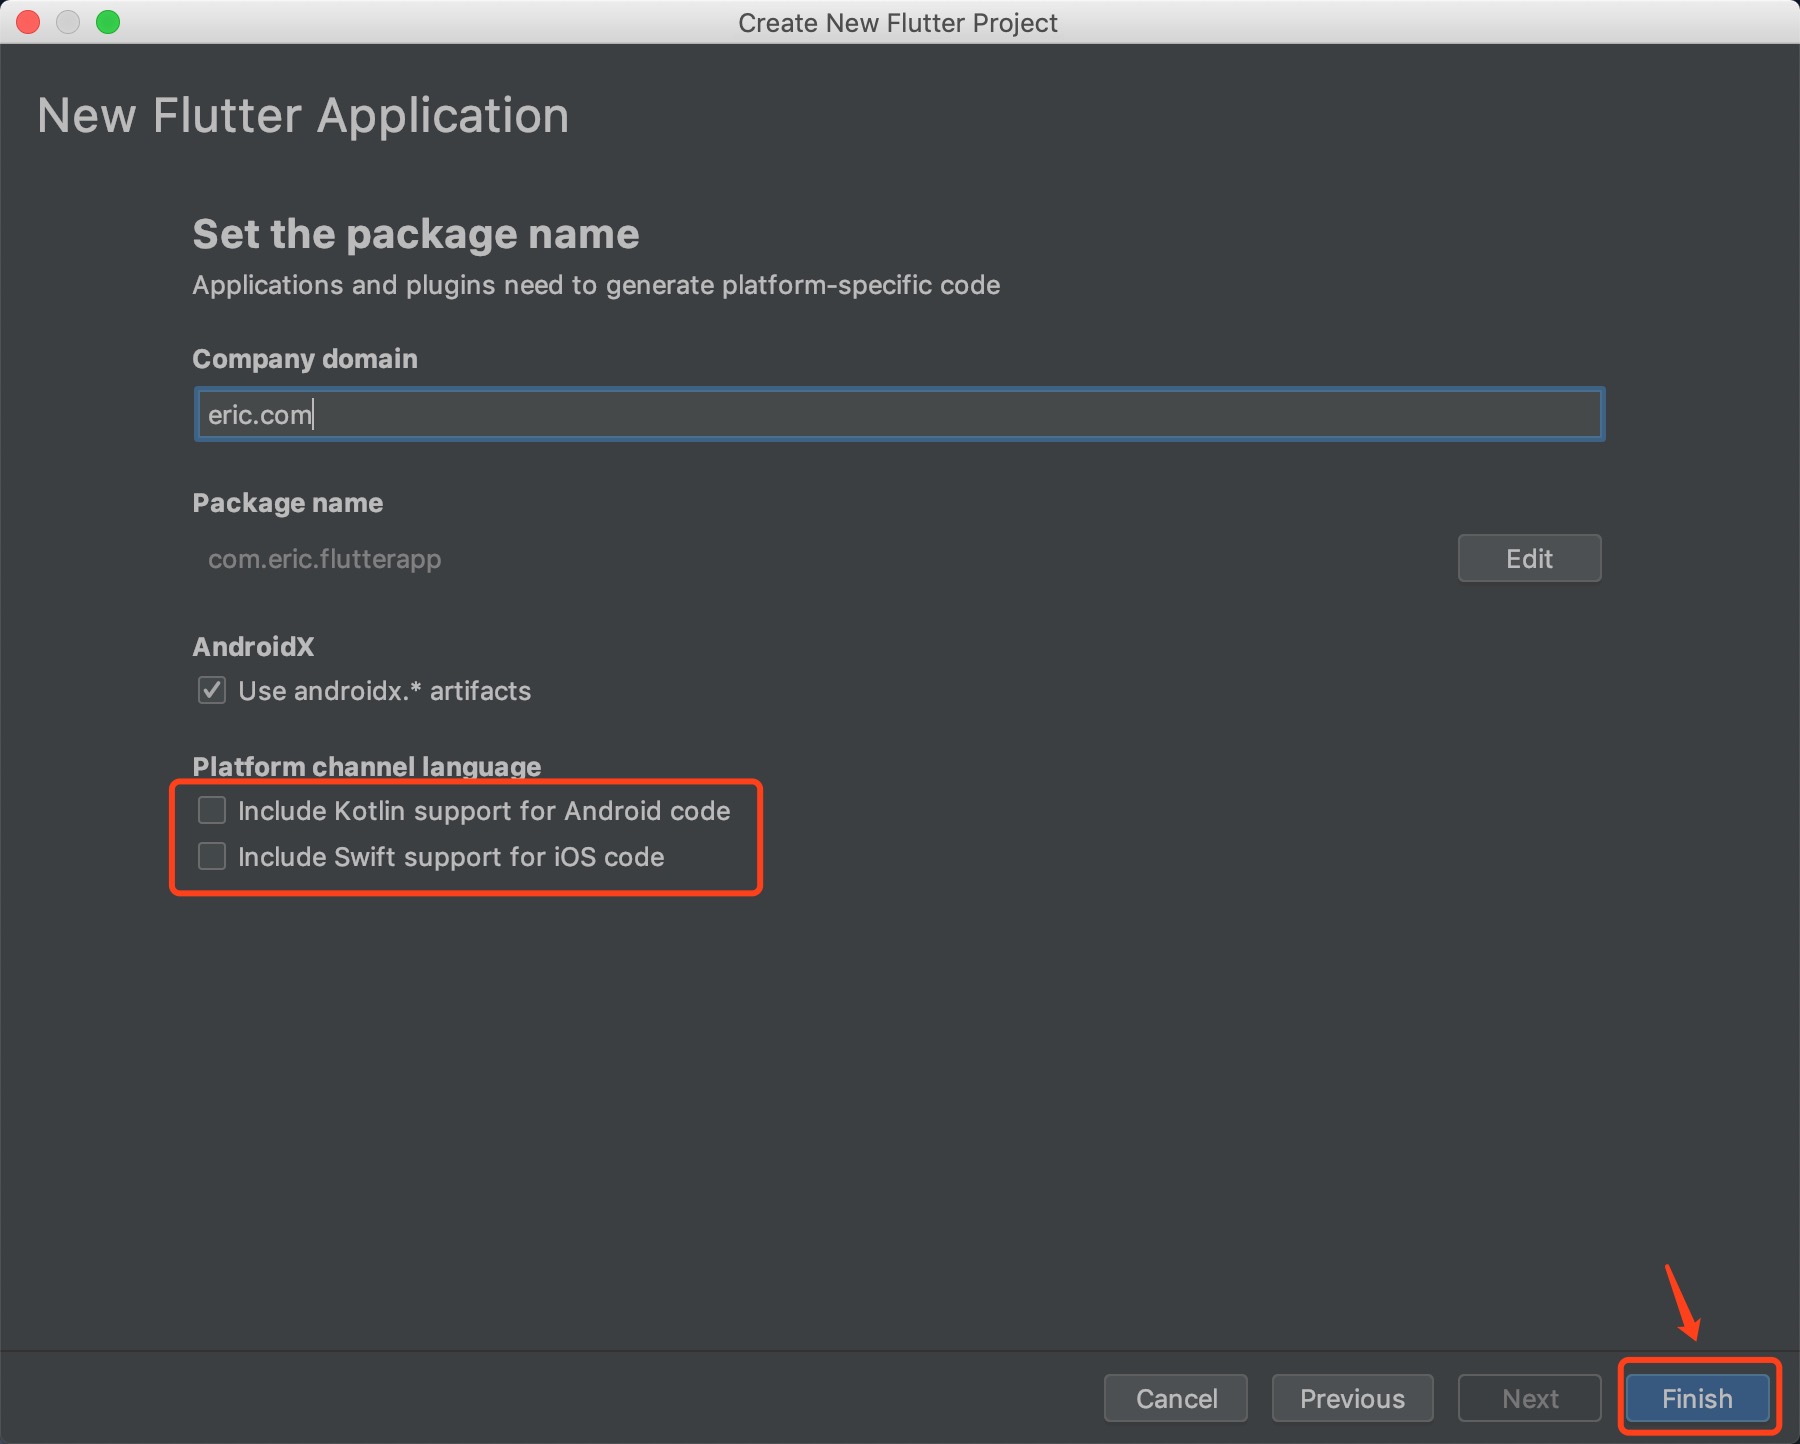 Create New Flutter Project
New Flutter Application
Set the package name
Applications and plugins need to generate platform-specific code
Company domain
eric.com
Package name
com.eric.flutterapp
Edit
AndroidX
Use androidx.* artifacts
Platform channel language
Include Kotlin support for Android code
Include Swift support for iOS code
Cancel Previous Next Finish